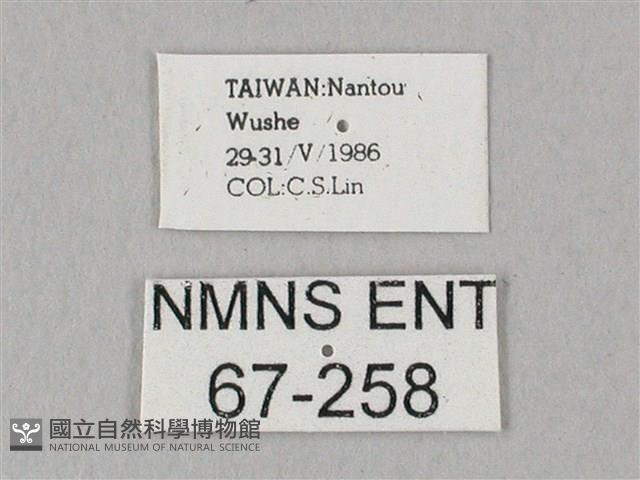 TAIWAN:Nantou
Wushe
29-31/V/1986
COL:C.S.Lin
NMNS ENT
67-258
國立自然科學博物館
NATIONAL MUSEUM OF NATURAL SCIENCE